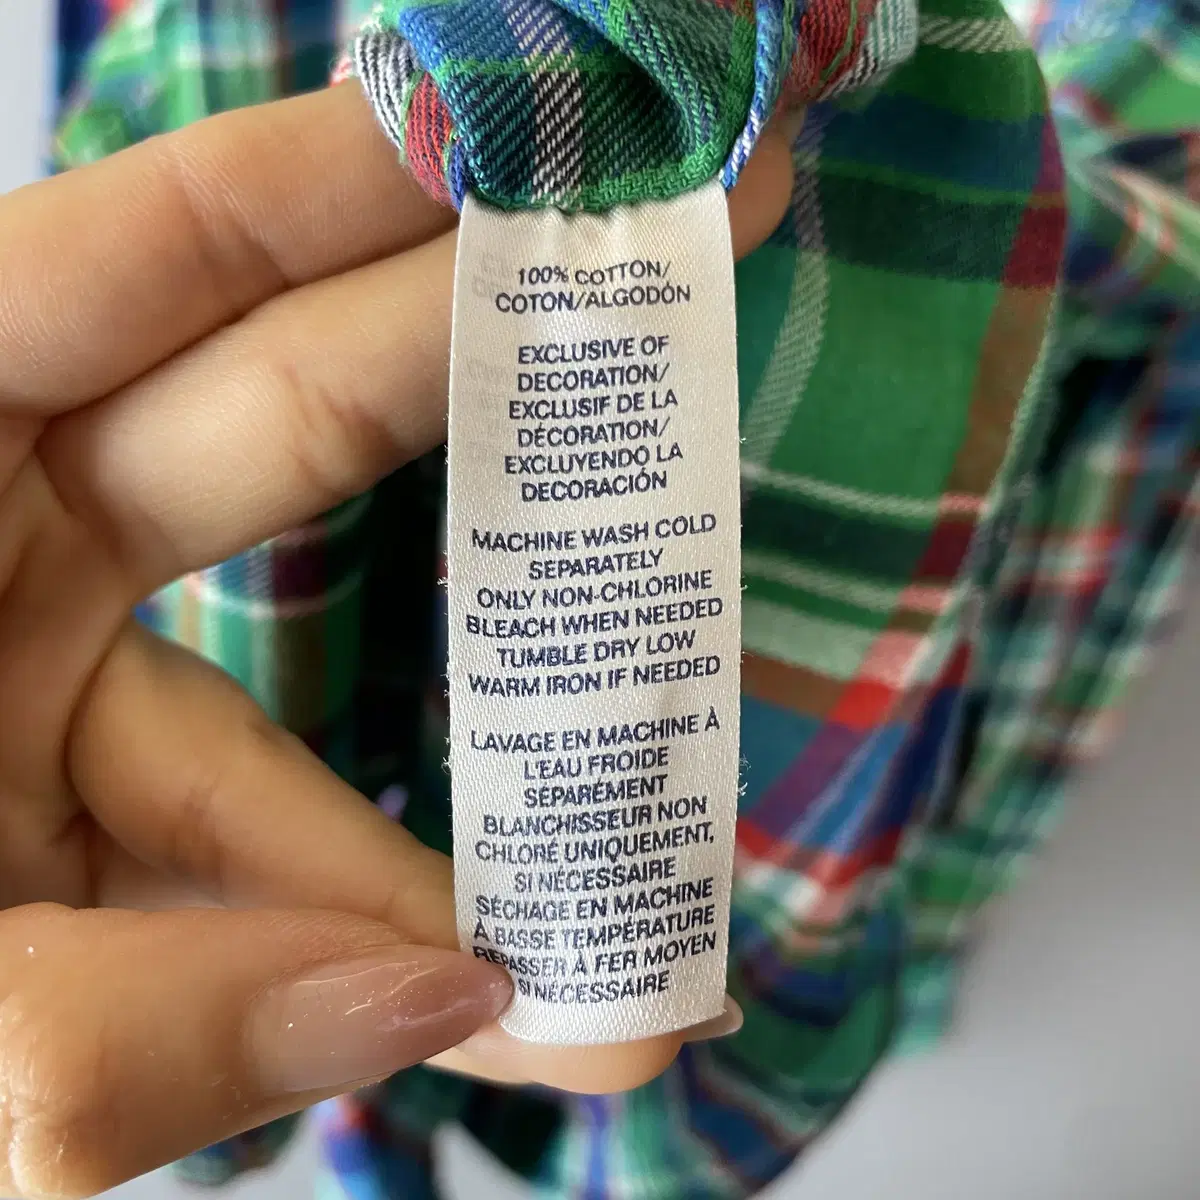 100% COTTON/
COTON/ALGODÓN
EXCLUSIVE OF
DECORATION/
EXCLUSIF DE LA
DÉCORATION/
EXCLUYENDO LA
DECORACIÓN
MACHINE WASH COLD
SEPARATELY
ONLY NON-CHLORINE
BLEACH WHEN NEEDED
TUMBLE DRY LOW
WARM IRON IF NEEDED
LAVAGE EN MACHINE À
L'EAU FROIDE
SÉPARÉMENT
BLANCHISSEUR NON
CHLORÉ UNIQUEMENT,
SI NÉCESSAIRE
SÉCHAGE EN MACHINE
À BASSE TEMPÉRATURE
REPASSER À FER MOYEN
SI NÉCESSAIRE